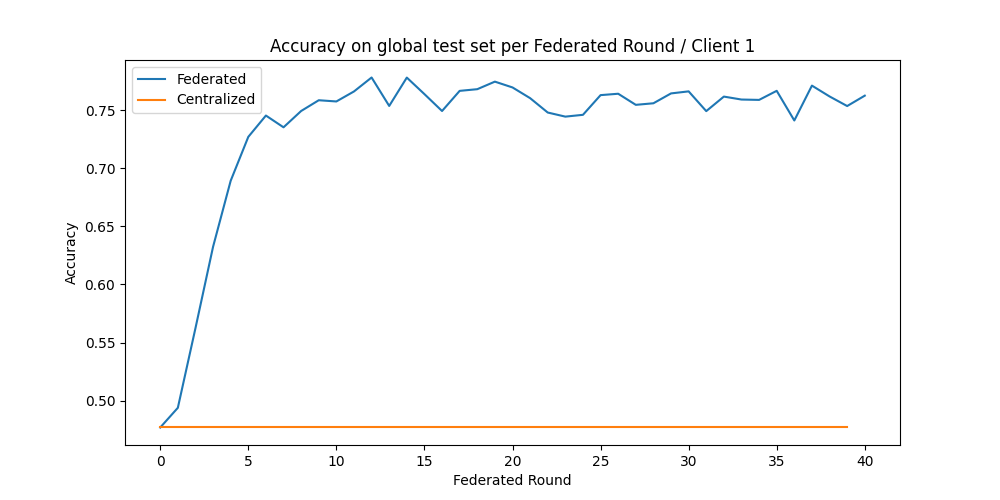 Accuracy on global test set per Federated Round / Client 1
Federated
Centralized
Accuracy
0.75
0.70
0.65
0.60
0.55
0.50
0 5 10 15 20 25 30 35 40
Federated Round